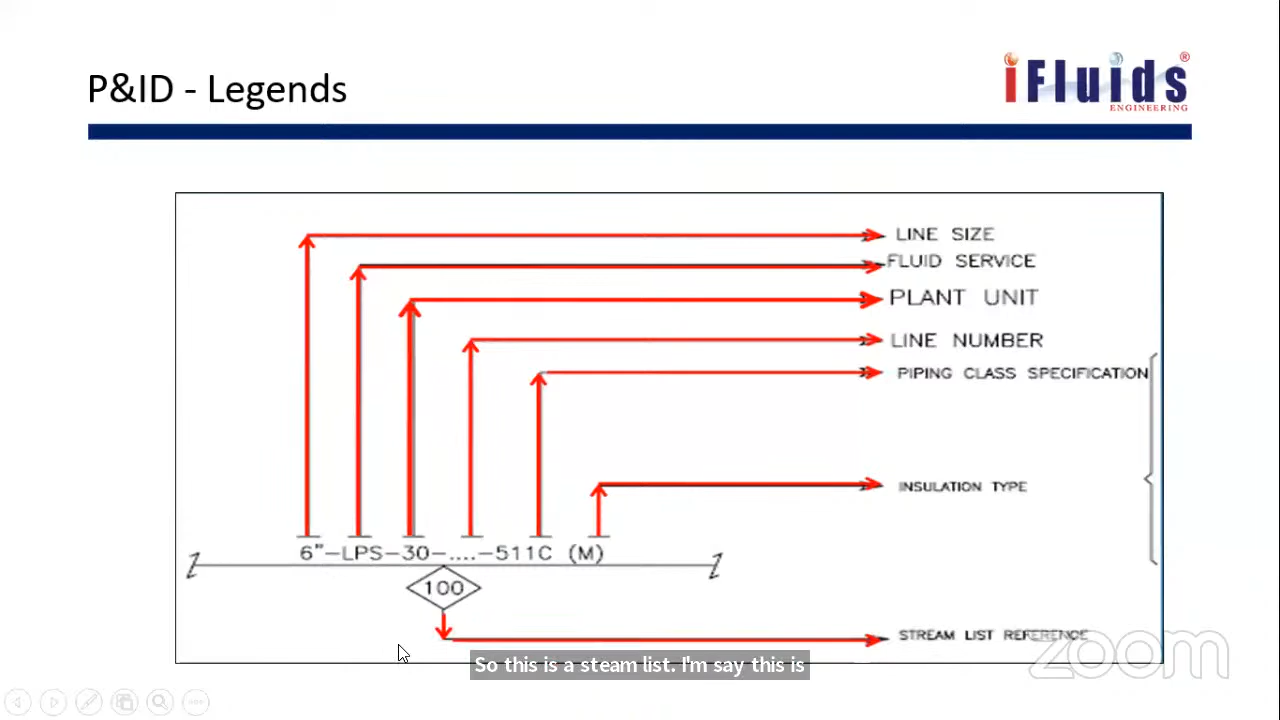 P&ID - Legends
iFluids®
ENGINEERING
LINE SIZE
FLUID SERVICE
PLANT UNIT
LINE NUMBER
PIPING CLASS SPECIFICATION
INSULATION TYPE
6"-LPS-30-....-511C (M)
100
STREAM LIST REFERENCE
zoom
So this is a steam list. I'm say this is